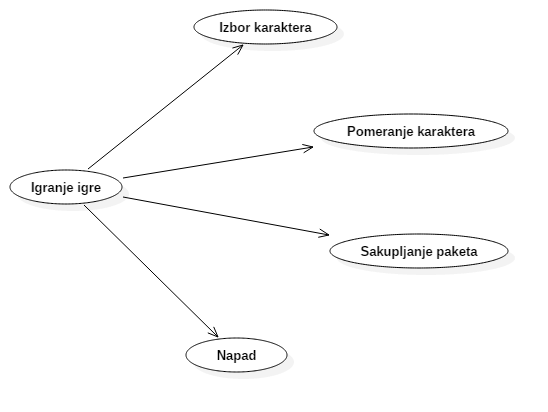 Izbor karaktera
Pomeranje karaktera
Igranje igre
Sakupljanje paketa
Napad